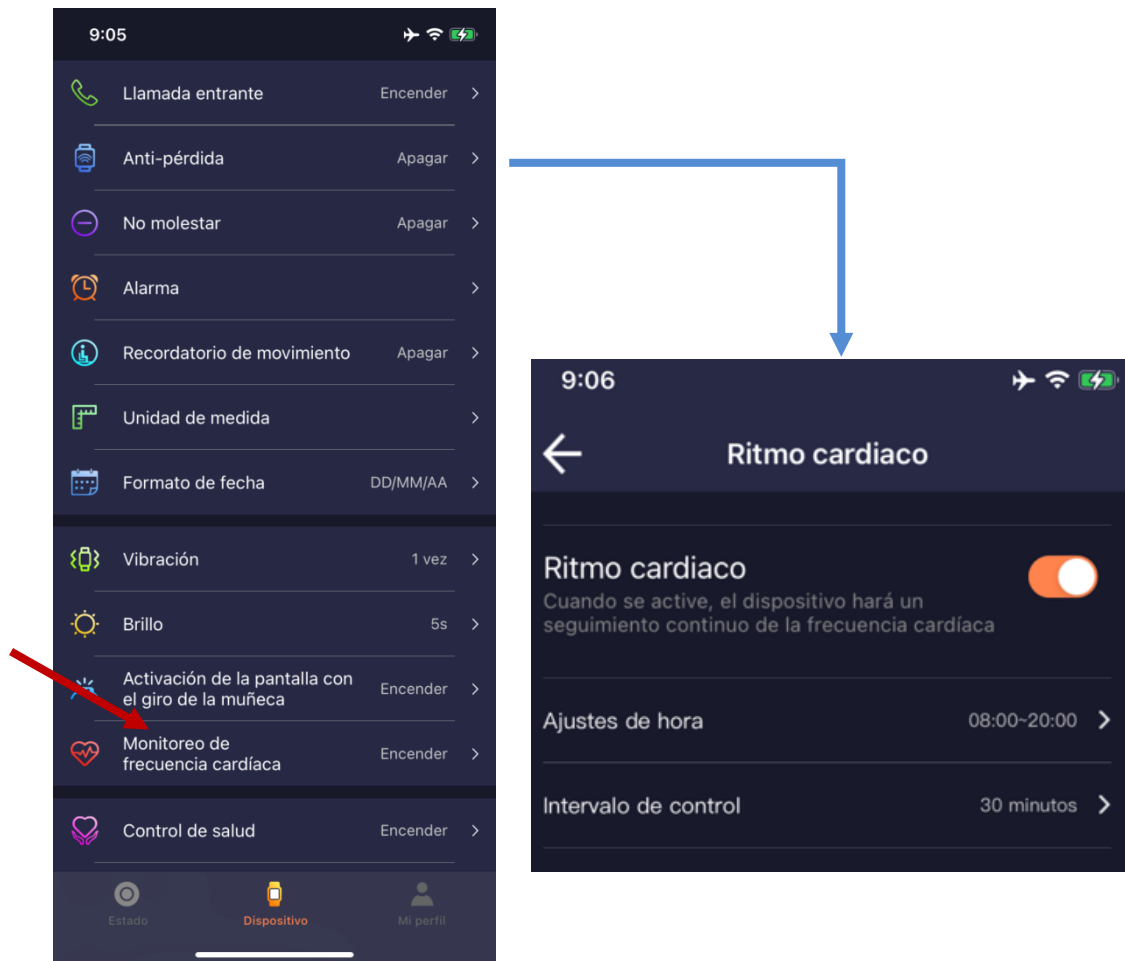 9:05
Llamada entrante Encender
Anti-pérdida Apagar
No molestar Apagar
Alarma
Recordatorio de movimiento Apagar
Unidad de medida
Formato de fecha DD/MM/AA
Vibración 1 vez
Brillo 5s
Activación de la pantalla con
el giro de la muñeca Encender
Monitoreo de
frecuencia cardíaca Encender
Control de salud Encender
Estado Dispositivo Mi perfil
9:06
Ritmo cardiaco
Ritmo cardiaco
Cuando se active, el dispositivo hará un
seguimiento continuo de la frecuencia cardíaca
Ajustes de hora 08:00~20:00
Intervalo de control 30 minutos